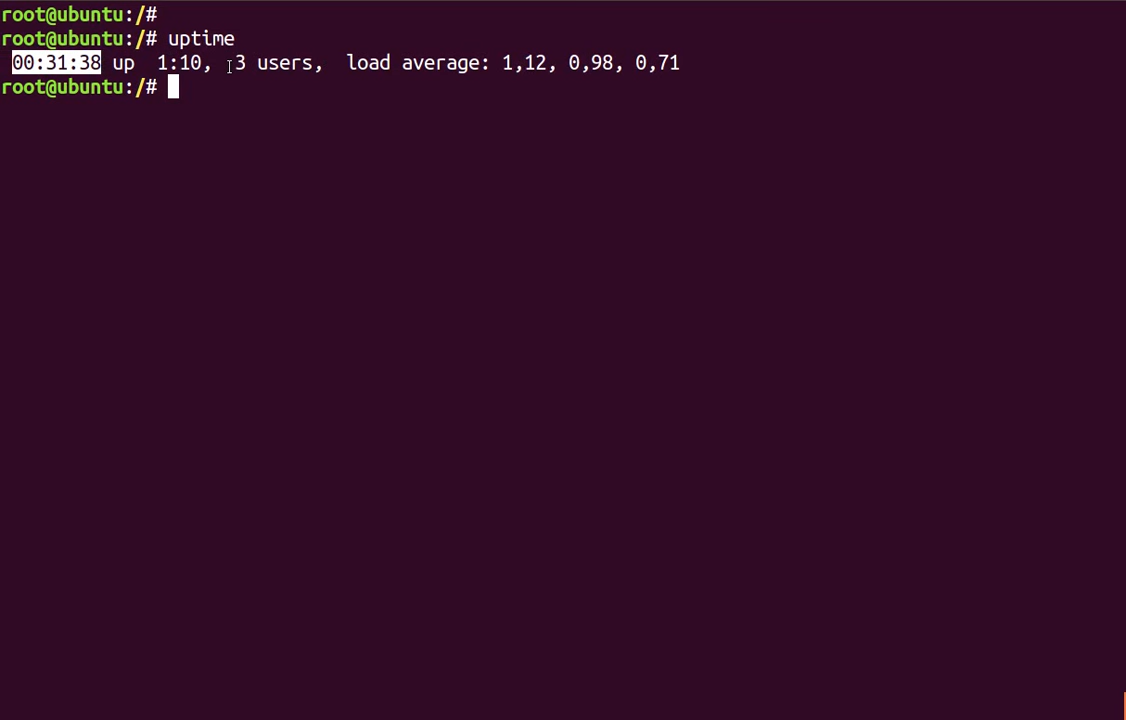 root@ubuntu:/#
root@ubuntu:/# uptime
00:31:38 up  1:10,  3 users,  load average: 1,12, 0,98, 0,71
root@ubuntu:/#